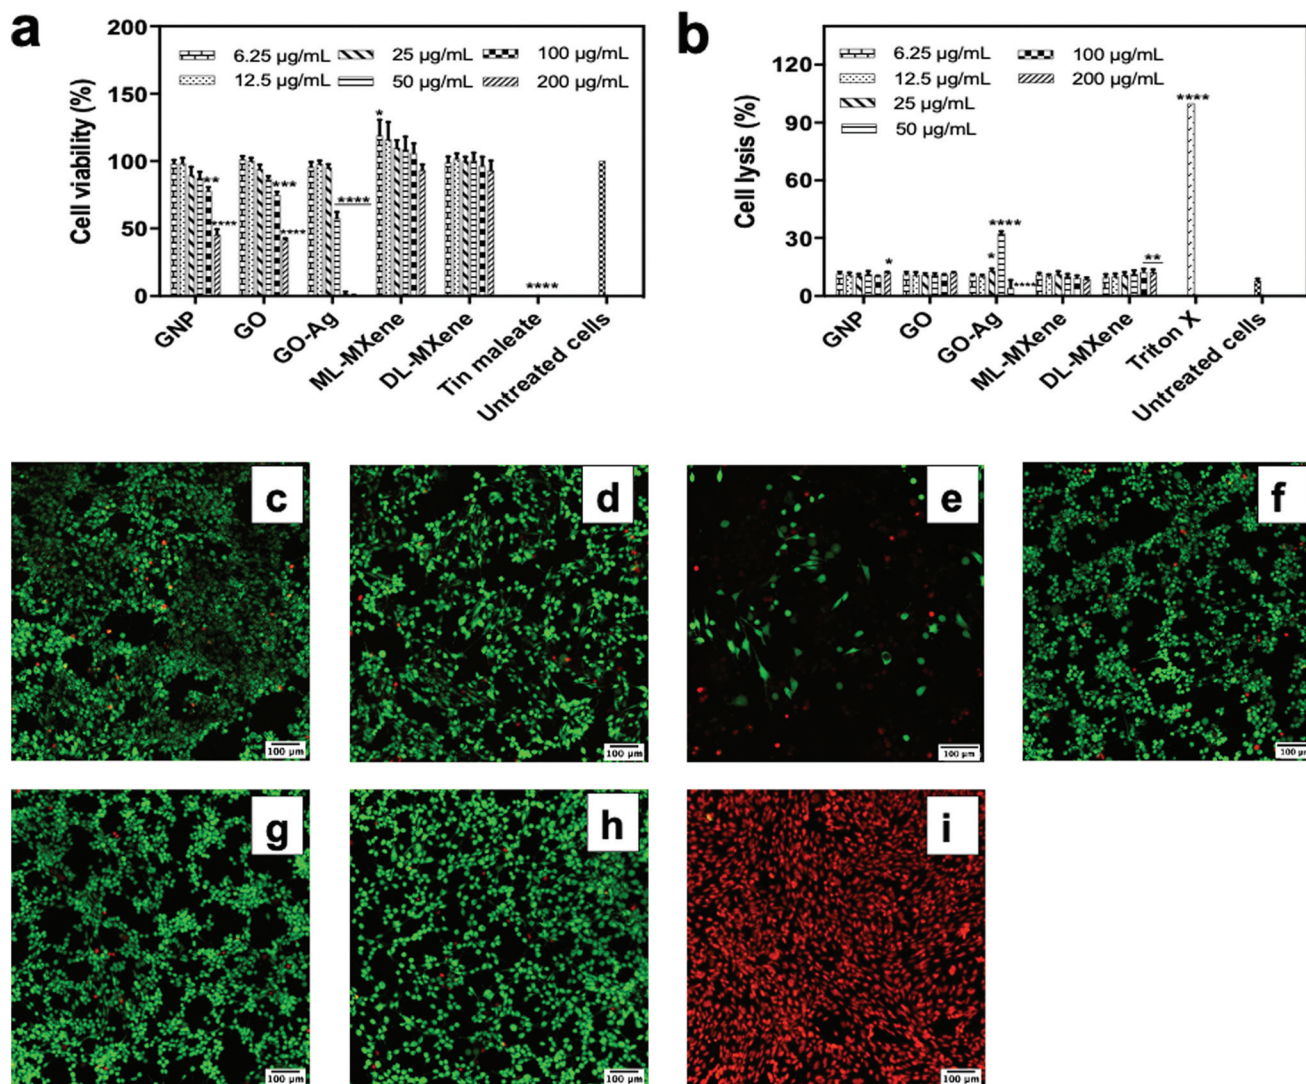 a
200
150
100
50
0
Cell viability (%)
6.25 µg/mL
25 µg/mL
100 µg/mL
12.5 µg/mL
50 µg/mL
200 µg/mL
**
****
***
****
****
*
****
GNP
GO
GO-Ag
ML-MXene
DL-MXene
Tin maleate
Untreated cells
b
120
90
60
30
0
Cell lysis (%)
6.25 µg/mL
100 µg/mL
12.5 µg/mL
200 µg/mL
25 µg/mL
50 µg/mL
*
*
****
****
**
****
GNP
GO
GO-Ag
ML-MXene
DL-MXene
Triton X
Untreated cells
c
100 µm
d
100 µm
e
100 µm
f
100 µm
g
100 µm
h
100 µm
i
100 µm